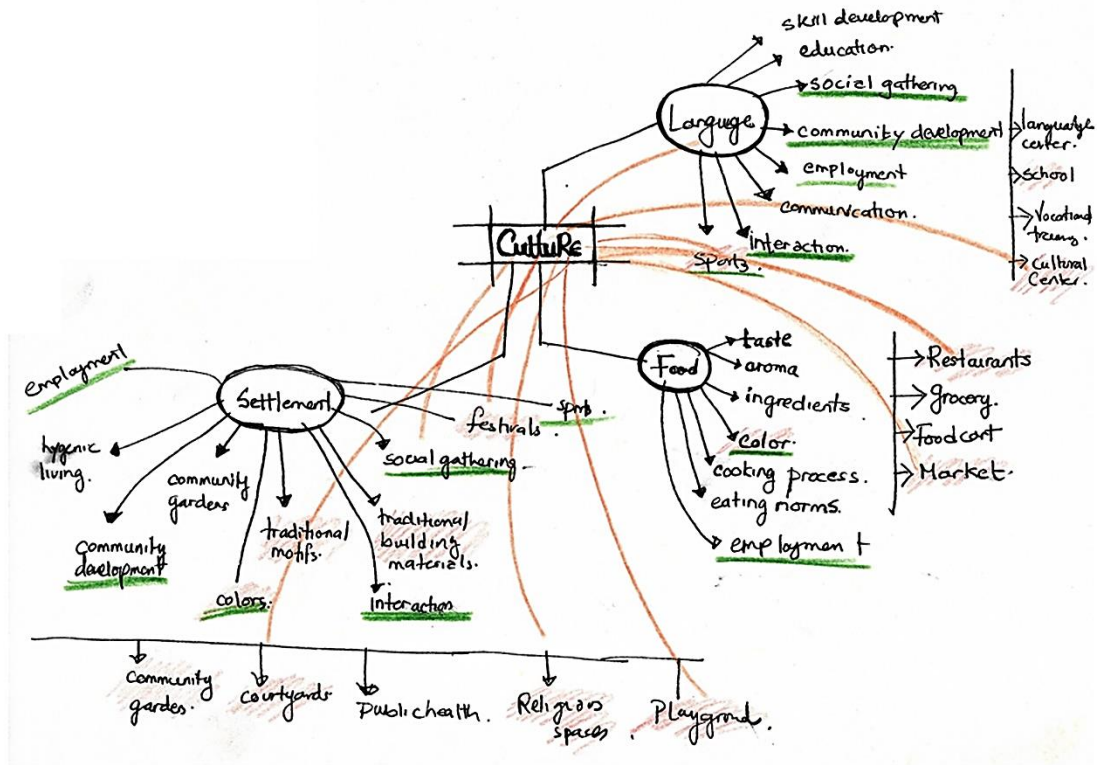 skill development
education.
social gathering
Language
community development
language
center.
employment
school
communication.
Vocational
interaction.
sports.
Cultural
Center.
CultuRe
Food
taste
aroma
ingredients
color.
cooking process.
eating norms.
employment
Restaurants
Grocery.
Food cart
Market.
employment
Settlement
sports.
festivals.
social gathering.
hygenic
living.
community
gardens
community
development
traditional
motifs.
traditional
building
materials.
colors.
interaction
community
garden.
courtyards
Public health.
Religious
spaces
Playground.